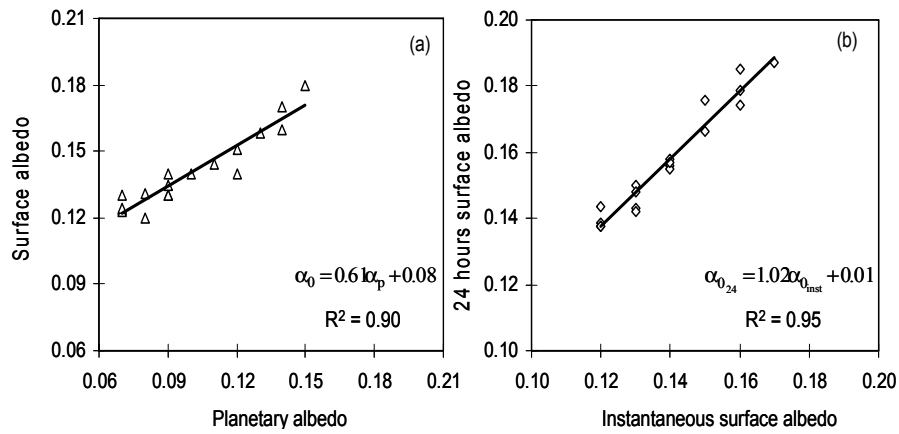 (a)
Surface albedo
0.21
0.18
0.15
0.12
0.09
0.06
α₀ = 0.61αₚ + 0.08
R² = 0.90
0.06 0.09 0.12 0.15 0.18 0.21
Planetary albedo
(b)
24 hours surface albedo
0.20
0.18
0.16
0.14
0.12
0.10
α₀₂₄ = 1.02α₀inst + 0.01
R² = 0.95
0.10 0.12 0.14 0.16 0.18 0.20
Instantaneous surface albedo